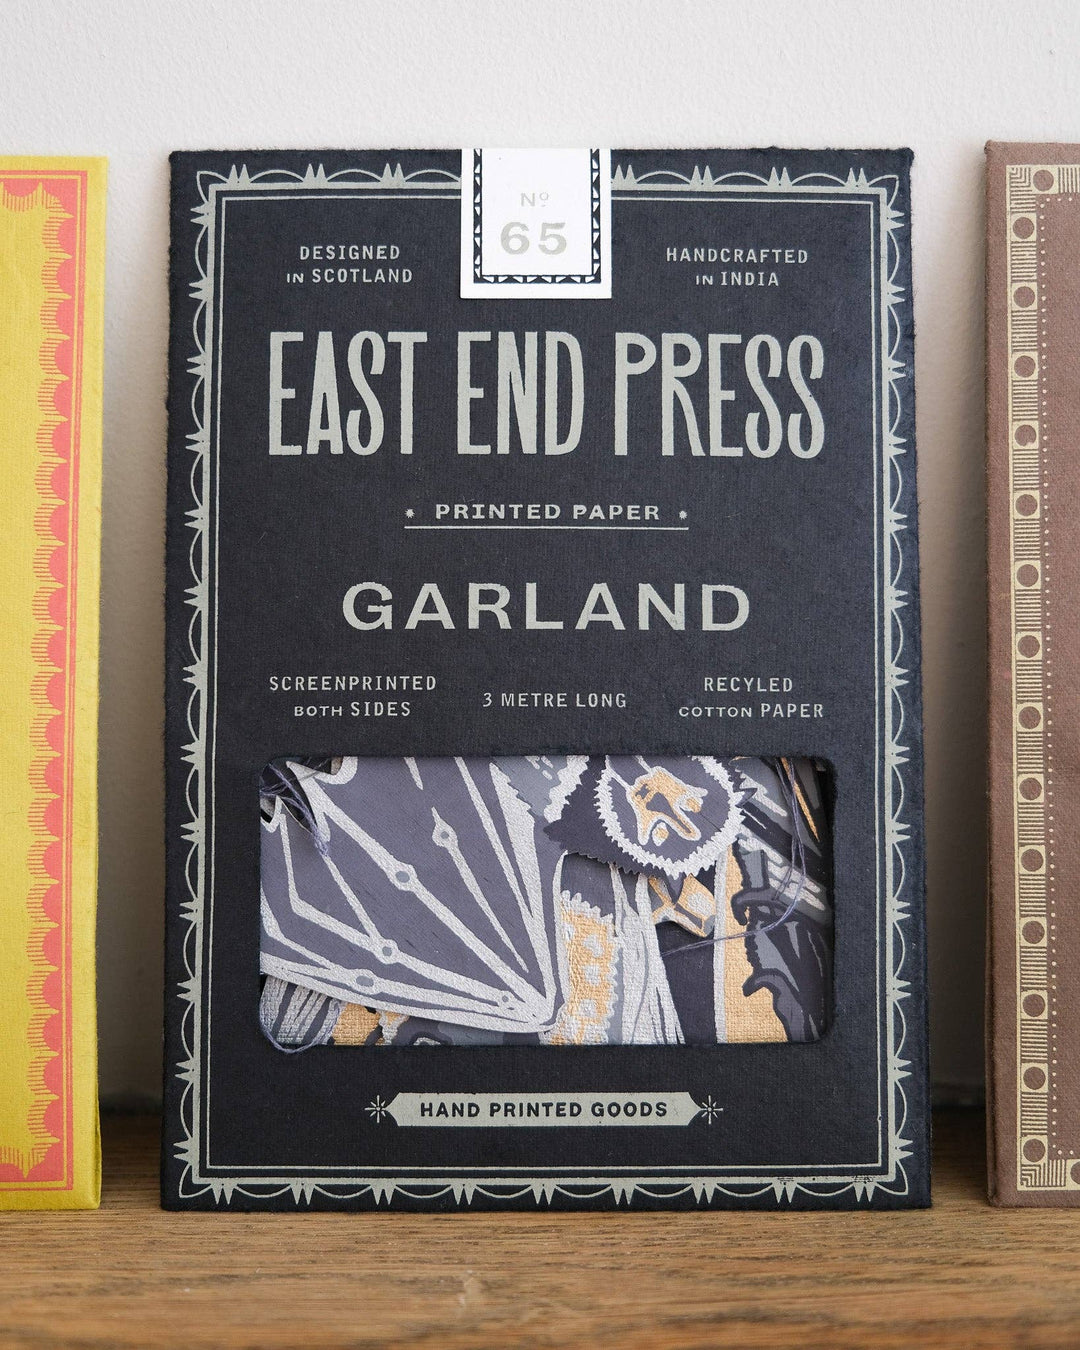 Nº
65
DESIGNED
IN SCOTLAND
HANDCRAFTED
IN INDIA
EAST END PRESS
PRINTED PAPER
GARLAND
SCREENPRINTED
BOTH SIDES
3 METRE LONG
RECYLED
COTTON PAPER
HAND PRINTED GOODS